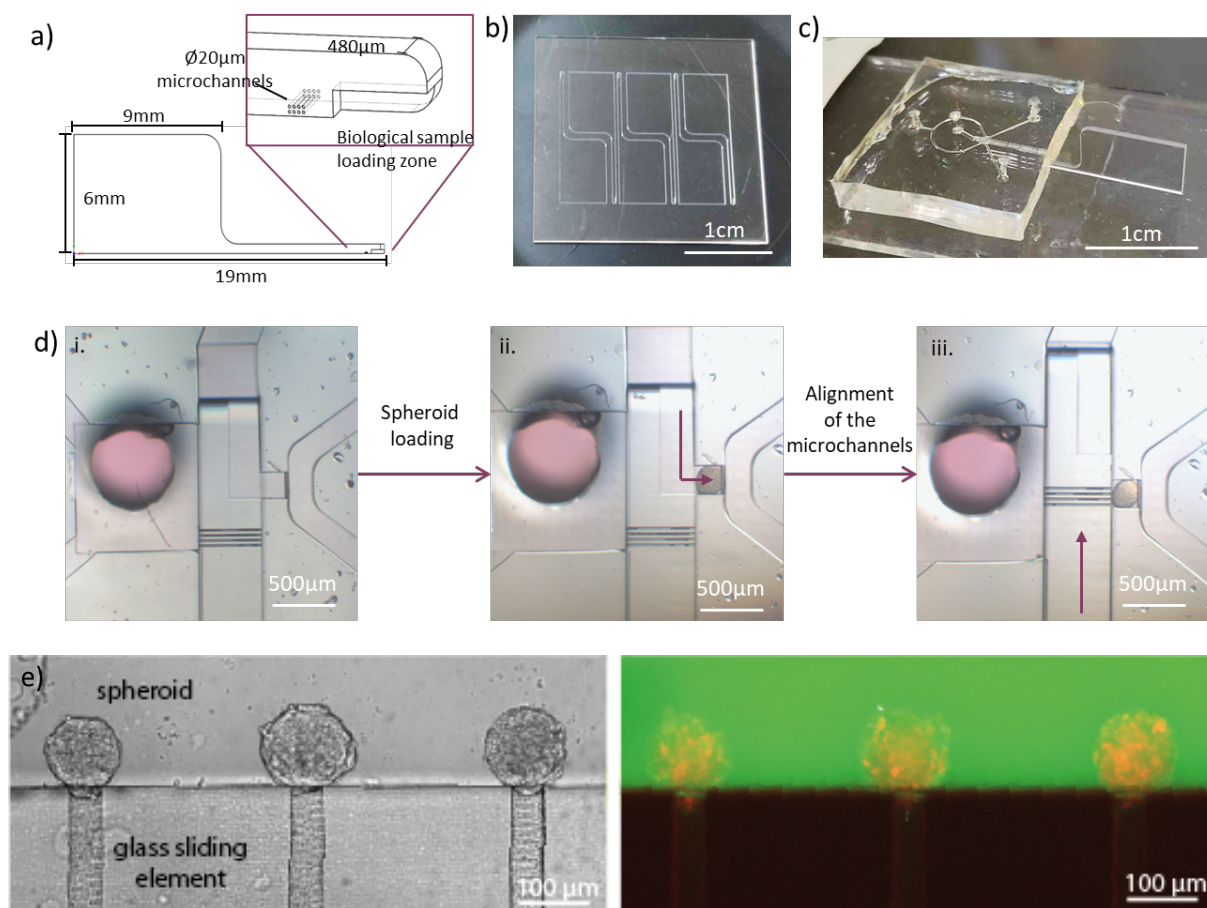 a)
480µm
Ø20µm
microchannels
9mm
Biological sample
loading zone
6mm
19mm
b)
1cm
c)
1cm
d)
i.
500µm
Spheroid
loading
ii.
500µm
Alignment
of the
microchannels
iii.
500µm
e)
spheroid
glass sliding
element
100 µm
100 µm